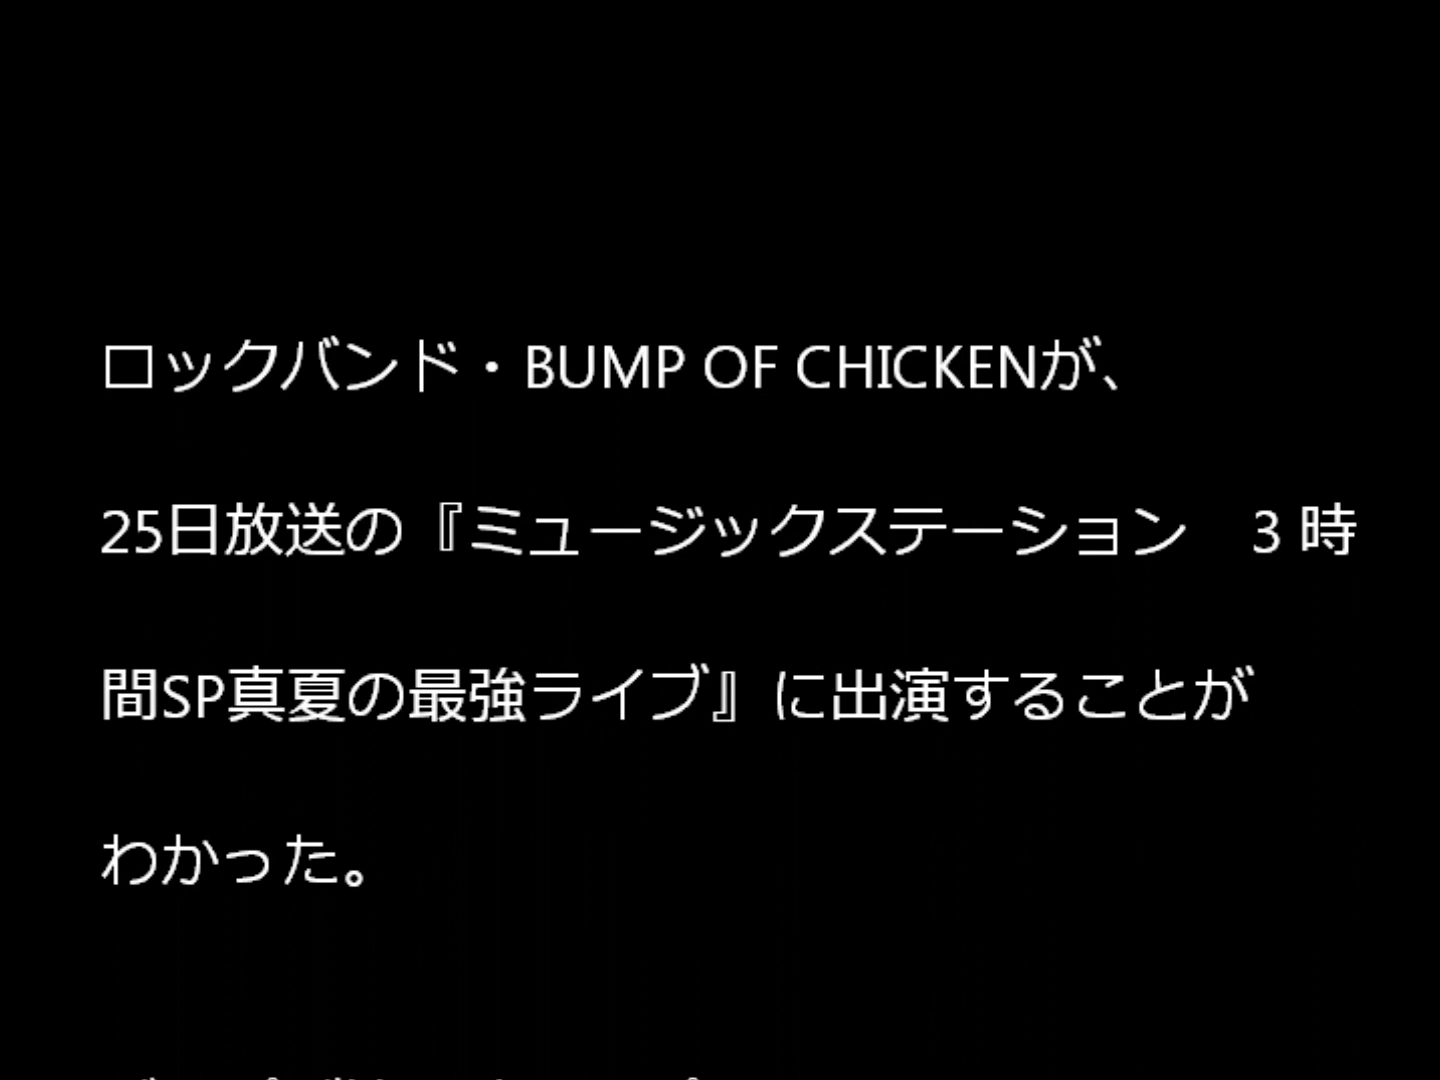 ロックバンド・BUMP OF CHICKENが、
25日放送の『ミュージックステーション　3 時
間SP真夏の最強ライブ』に出演することが
わかった。